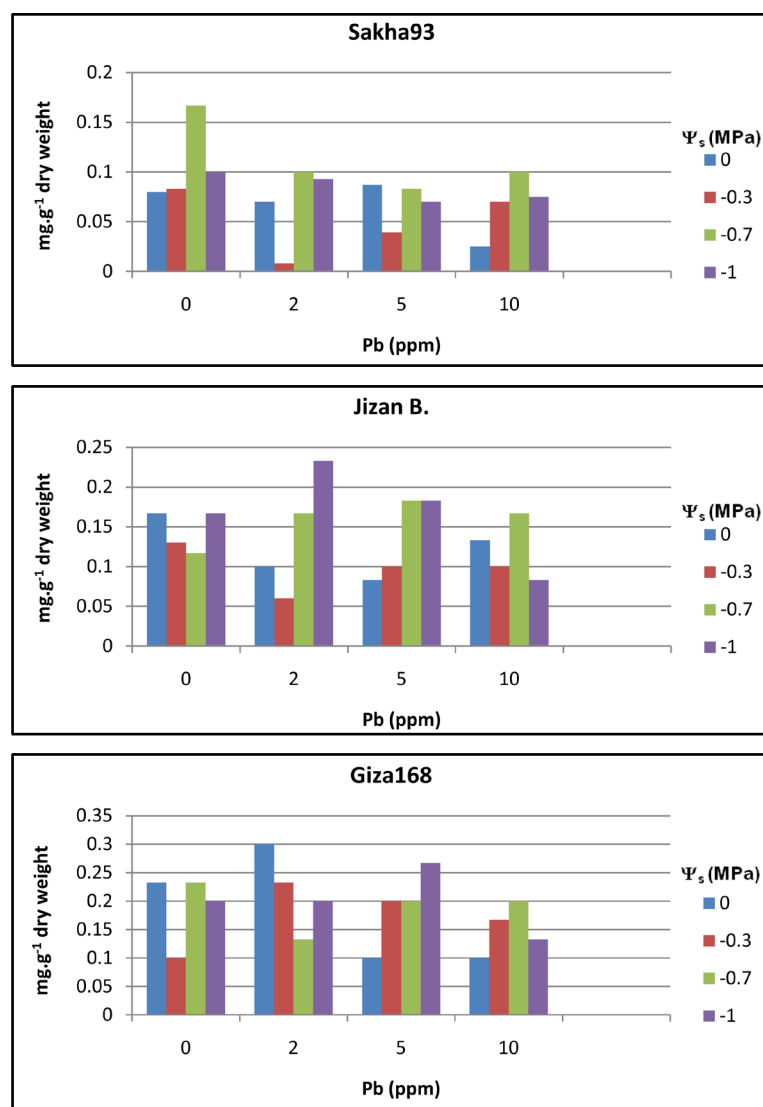 Sakha93
mg.g⁻¹ dry weight
0.2
0.15
0.1
0.05
0
0 2 5 10
Pb (ppm)
Ψs (MPa)
0
-0.3
-0.7
-1
Jizan B.
mg.g⁻¹ dry weight
0.25
0.2
0.15
0.1
0.05
0
0 2 5 10
Pb (ppm)
Ψs (MPa)
0
-0.3
-0.7
-1
Giza168
mg.g⁻¹ dry weight
0.35
0.3
0.25
0.2
0.15
0.1
0.05
0
0 2 5 10
Pb (ppm)
Ψs (MPa)
0
-0.3
-0.7
-1